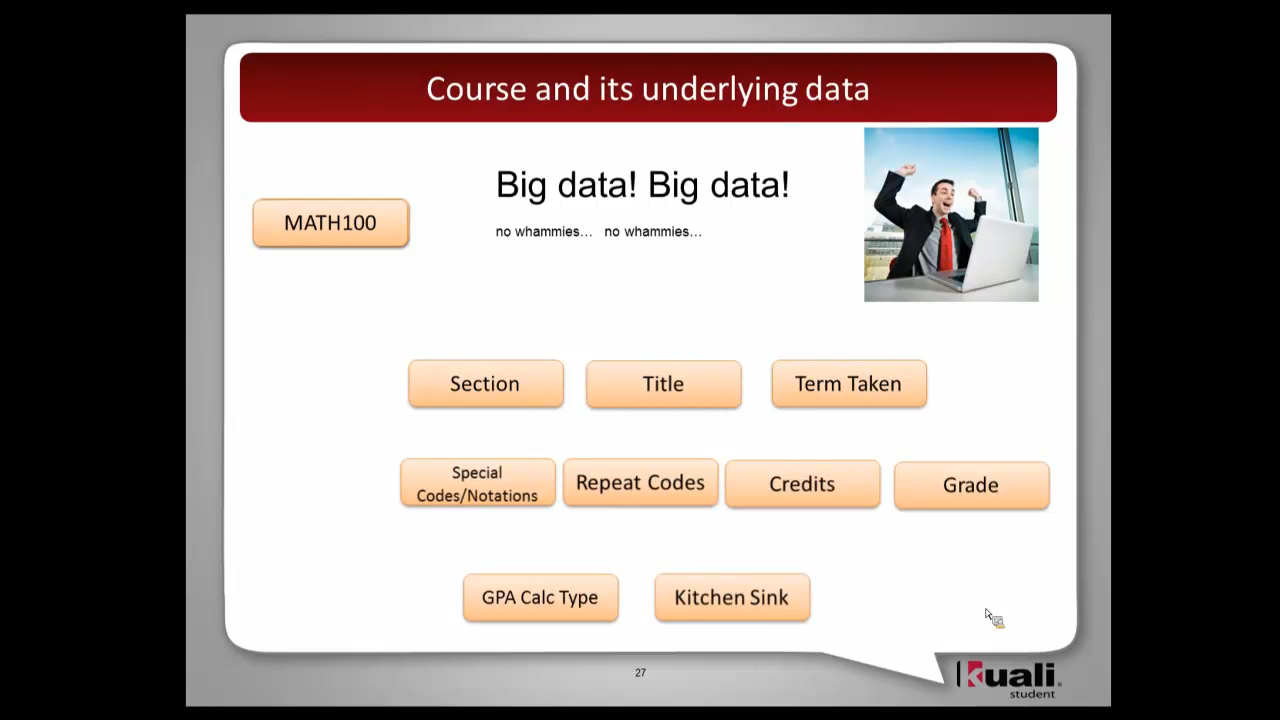 Course and its underlying data
Big data! Big data!
MATH100
no whammies... no whammies...
Section
Title
Term Taken
Special
Codes/Notations
Repeat Codes
Credits
Grade
GPA Calc Type
Kitchen Sink
27
Kuali
student